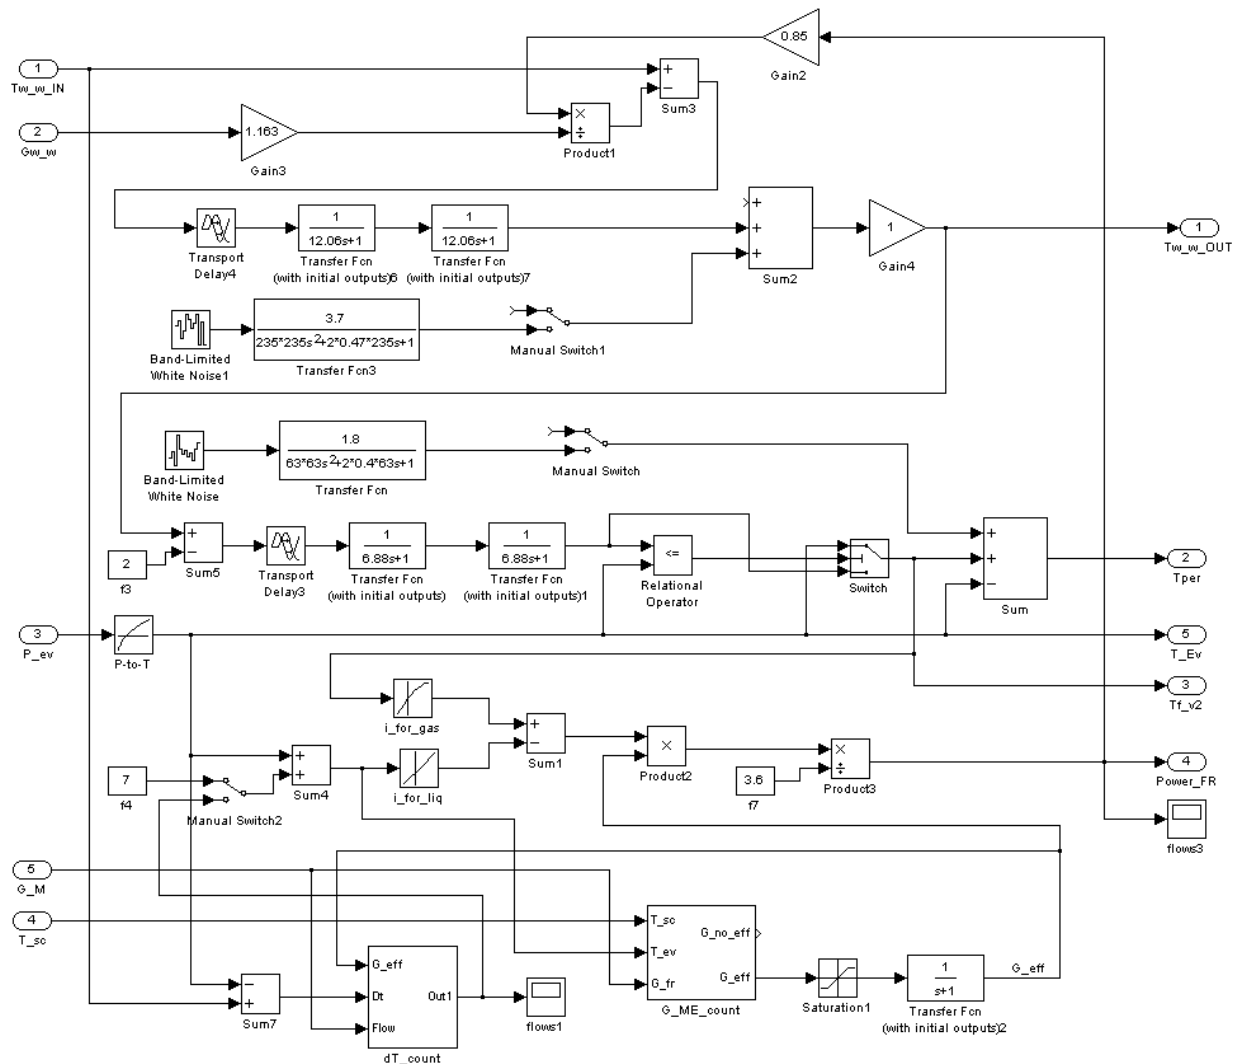 0.85
Gain2
1
Tw_w_IN
+
−
Sum3
2
Gw_w
1.163
Gain3
×
÷
Product1
Transport
Delay4
1
12.06s+1
Transfer Fcn
(with initial outputs)6
1
12.06s+1
Transfer Fcn
(with initial outputs)7
+
+
+
Sum2
1
Gain4
1
Tw_w_OUT
Band-Limited
White Noise1
3.7
235*235s²+2*0.47*235s+1
Transfer Fcn3
Manual Switch1
Band-Limited
White Noise
1.8
63*63s²+2*0.4*63s+1
Transfer Fcn
Manual Switch
2
f3
+
−
Sum5
Transport
Delay3
1
6.88s+1
Transfer Fcn
(with initial outputs)
1
6.88s+1
Transfer Fcn
(with initial outputs)1
<=
Relational
Operator
Switch
+
+
−
Sum
2
Tper
3
P_ev
P-to-T
5
T_Ev
3
Tf_v2
i_for_gas
i_for_liq
+
−
Sum1
×
Product2
3.6
f7
×
÷
Product3
4
Power_FR
flows3
7
f4
Manual Switch2
+
+
Sum4
5
G_M
4
T_sc
−
+
Sum7
G_eff
Dt
Flow
Out1
dT_count
flows1
T_sc
T_ev
G_fr
G_no_eff
G_eff
G_ME_count
Saturation1
1
s+1
Transfer Fcn
(with initial outputs)2
G_eff